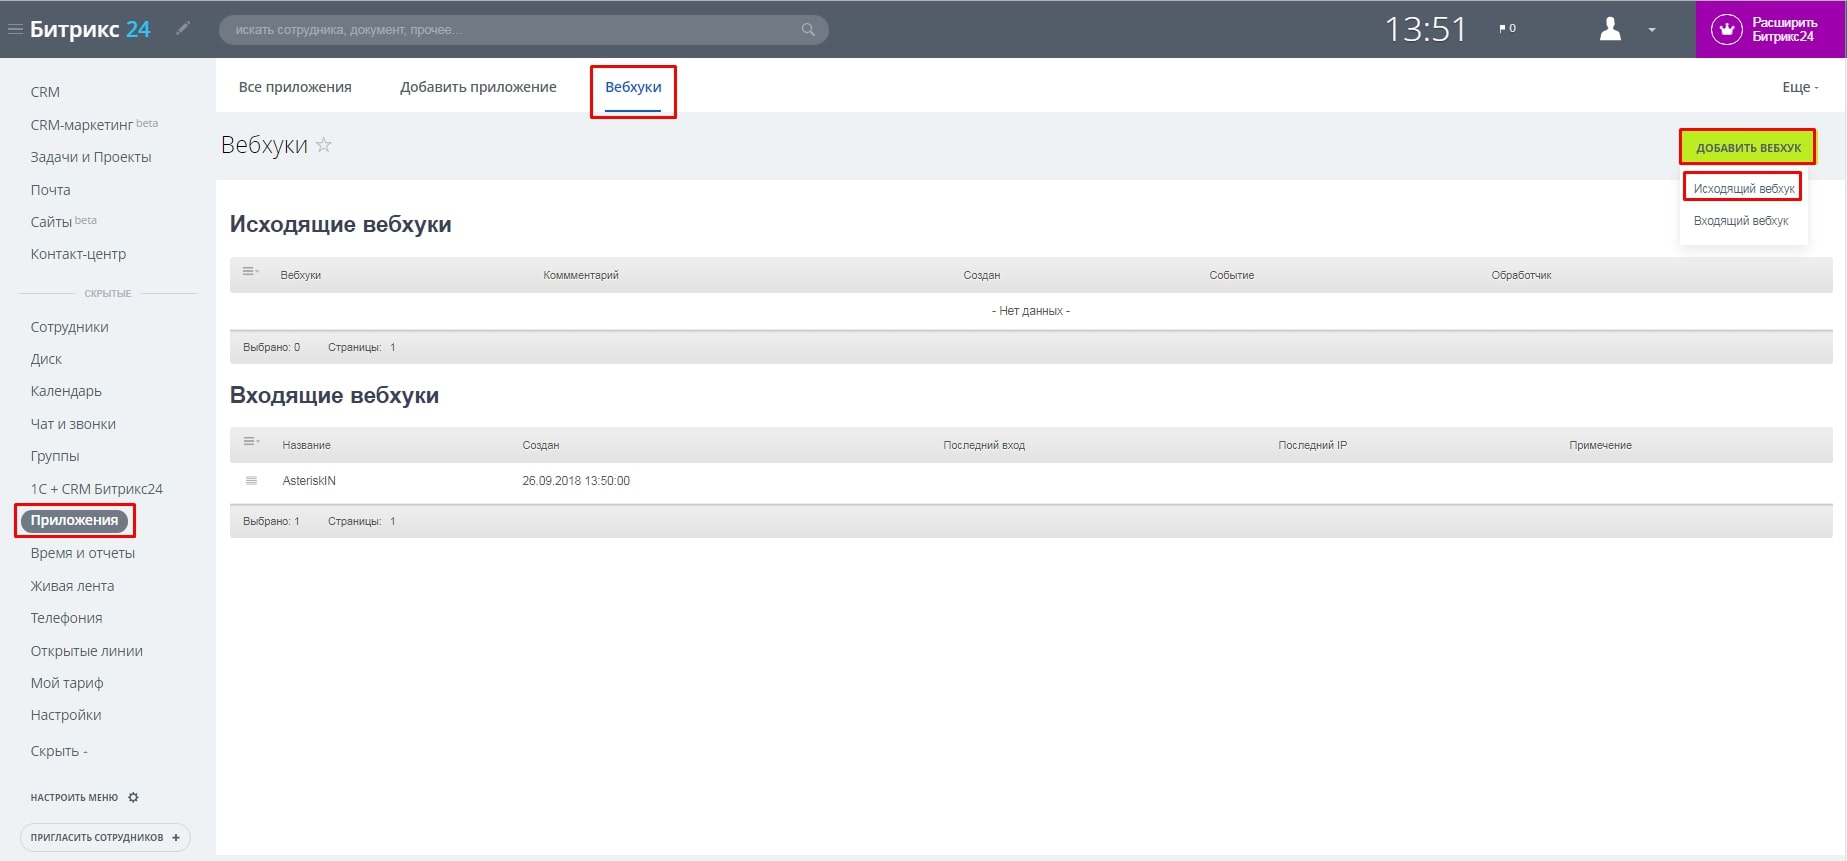 Битрикс 24
искать сотрудника, документ, прочее...
13:51
0
Расширить
Битрикс24
CRM
CRM-маркетинг beta
Задачи и Проекты
Почта
Сайты beta
Контакт-центр
СКРЫТЫЕ
Сотрудники
Диск
Календарь
Чат и звонки
Группы
1С + CRM Битрикс24
Приложения
Время и отчеты
Живая лента
Телефония
Открытые линии
Мой тариф
Настройки
Скрыть -
НАСТРОИТЬ МЕНЮ
ПРИГЛАСИТЬ СОТРУДНИКОВ +
Все приложения Добавить приложение Вебхуки Еще -
Вебхуки
ДОБАВИТЬ ВЕБХУК
Исходящий вебхук
Входящий вебхук
Исходящие вебхуки
Вебхуки Коммментарий Создан Событие Обработчик
- Нет данных -
Выбрано: 0 Страницы: 1
Входящие вебхуки
Название Создан Последний вход Последний IP Примечение
AsteriskIN 26.09.2018 13:50:00
Выбрано: 1 Страницы: 1